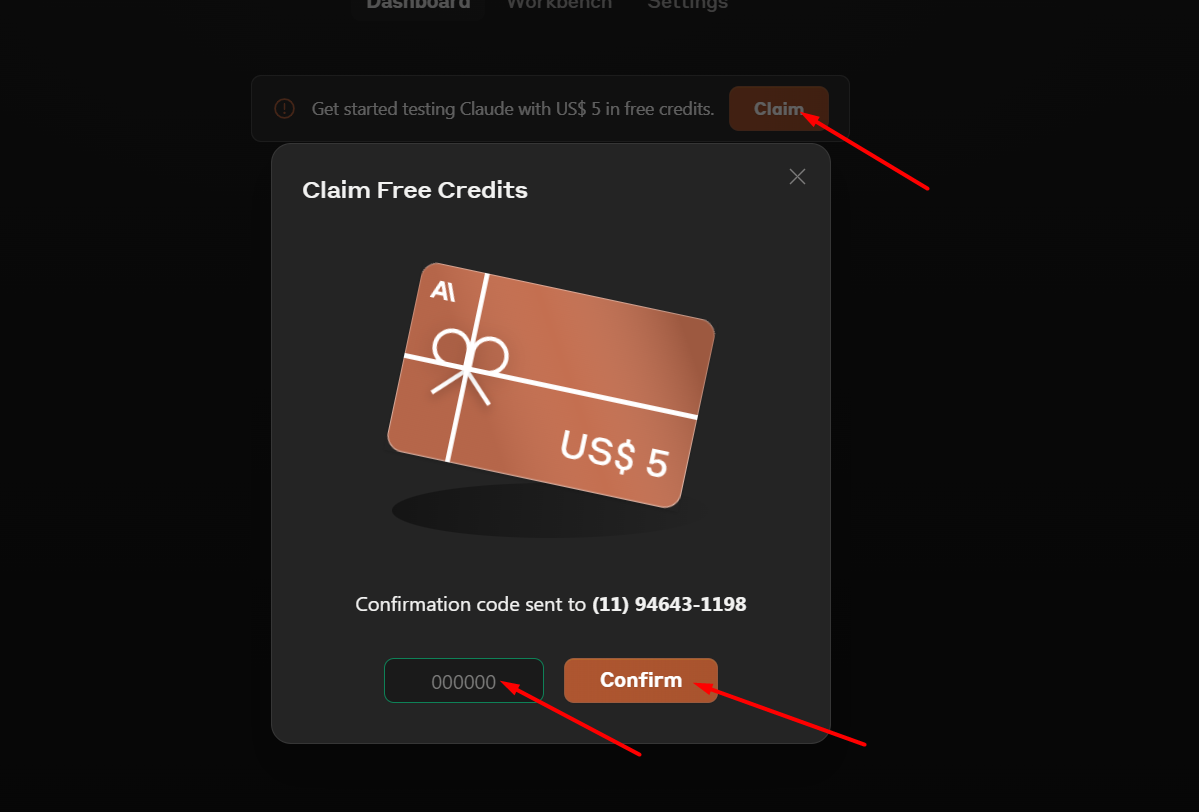 Dashboard Workbench Settings
Get started testing Claude with US$ 5 in free credits. Claim
Claim Free Credits
A\
US$ 5
Confirmation code sent to (11) 94643-1198
000000 Confirm